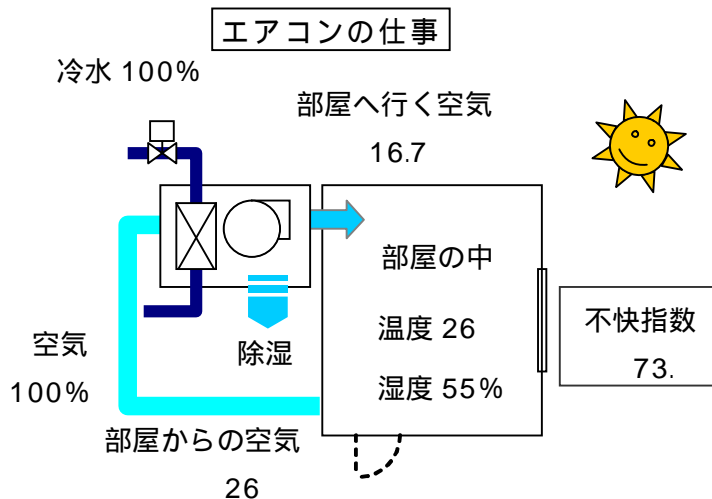 エアコンの仕事
冷水 100%
部屋へ行く空気
16.7
部屋の中
温度 26
湿度 55%
不快指数
73.
除湿
空気
100%
部屋からの空気
26